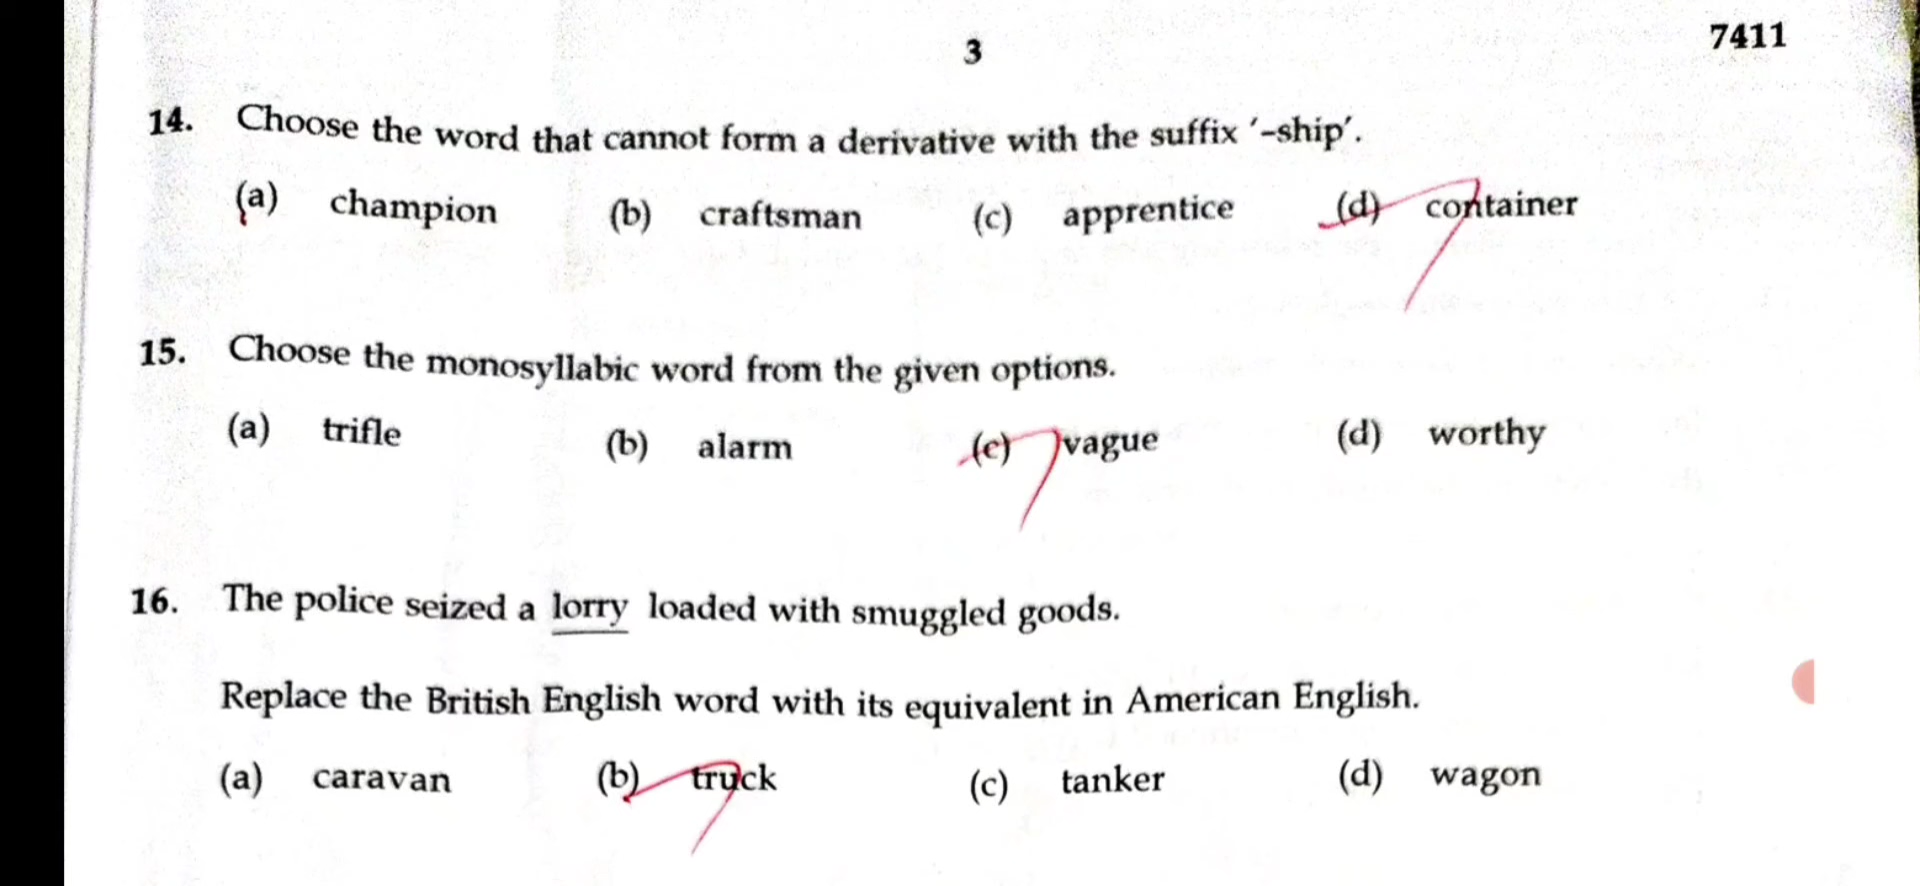 3
7411
14. Choose the word that cannot form a derivative with the suffix '-ship'.
(a) champion (b) craftsman (c) apprentice (d) container
15. Choose the monosyllabic word from the given options.
(a) trifle (b) alarm (c) vague (d) worthy
16. The police seized a lorry loaded with smuggled goods.
Replace the British English word with its equivalent in American English.
(a) caravan (b) truck (c) tanker (d) wagon